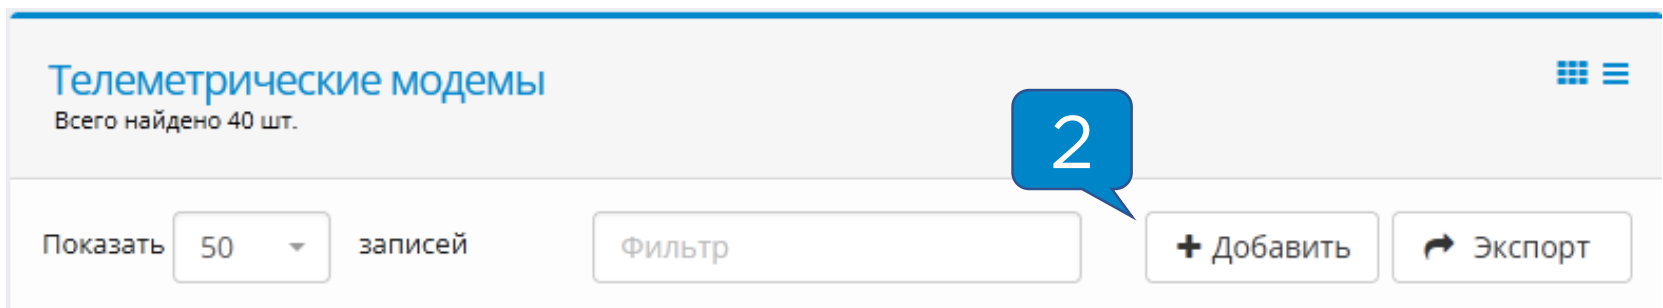 Телеметрические модемы
Всего найдено 40 шт.
2
Показать 50 записей Фильтр Добавить Экспорт